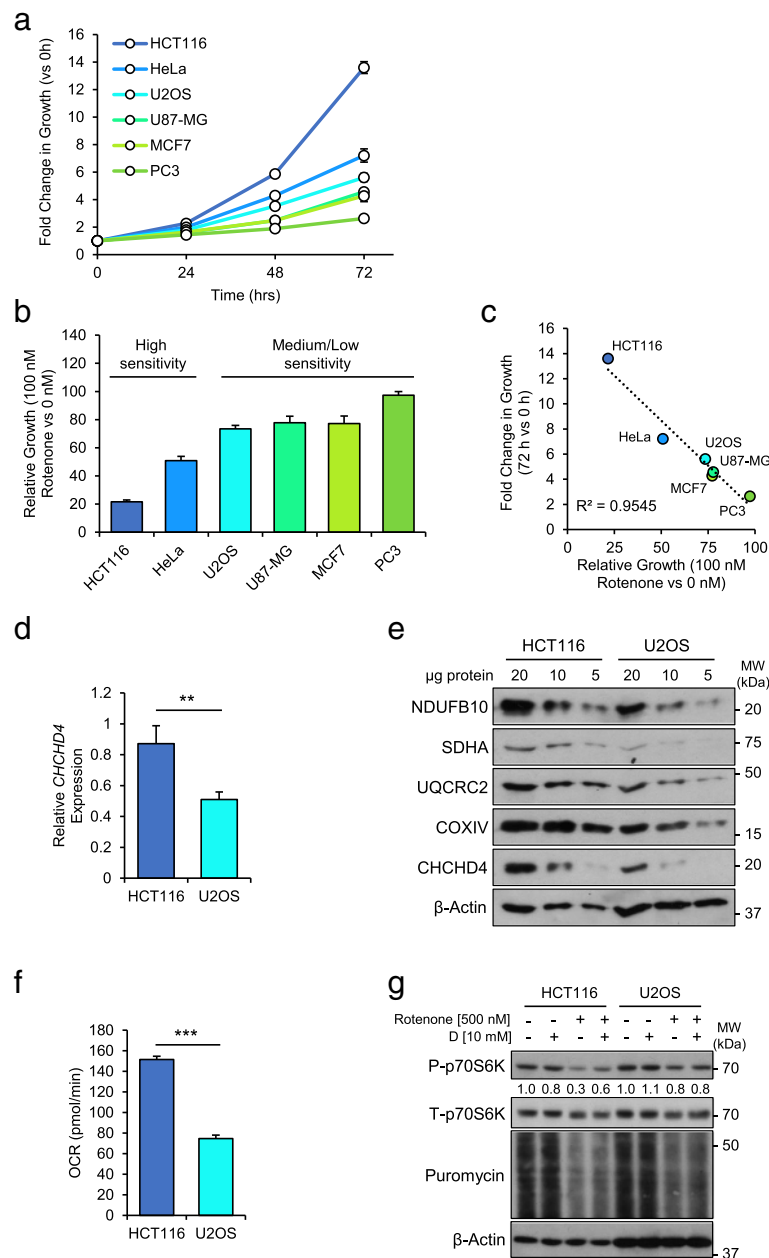 a
Fold Change in Growth (vs 0h)
16
14
12
10
8
6
4
2
0
HCT116
HeLa
U2OS
U87-MG
MCF7
PC3
0 24 48 72
Time (hrs)
b
Relative Growth (100 nM
Rotenone vs 0 nM)
140
120
100
80
60
40
20
0
High
sensitivity
Medium/Low
sensitivity
HCT116
HeLa
U2OS
U87-MG
MCF7
PC3
c
Fold Change in Growth
(72 h vs 0 h)
16
14
12
10
8
6
4
2
0
HCT116
HeLa
U2OS
U87-MG
MCF7
PC3
R² = 0.9545
0 25 50 75 100
Relative Growth (100 nM
Rotenone vs 0 nM)
d
Relative CHCHD4
Expression
1.2
1
0.8
0.6
0.4
0.2
0
**
HCT116 U2OS
e
HCT116 U2OS
MW
(kDa)
µg protein 20 10 5 20 10 5
NDUFB10 20
SDHA 75
50
UQCRC2
COXIV 15
CHCHD4 20
β-Actin 37
f
OCR (pmol/min)
180
160
140
120
100
80
60
40
20
0
***
HCT116 U2OS
g
HCT116 U2OS
Rotenone [500 nM] - - + + - - + +
D [10 mM] - + - + - + - +
MW
(kDa)
P-p70S6K 70
1.0 0.8 0.3 0.6 1.0 1.1 0.8 0.8
T-p70S6K 70
50
Puromycin
β-Actin
37